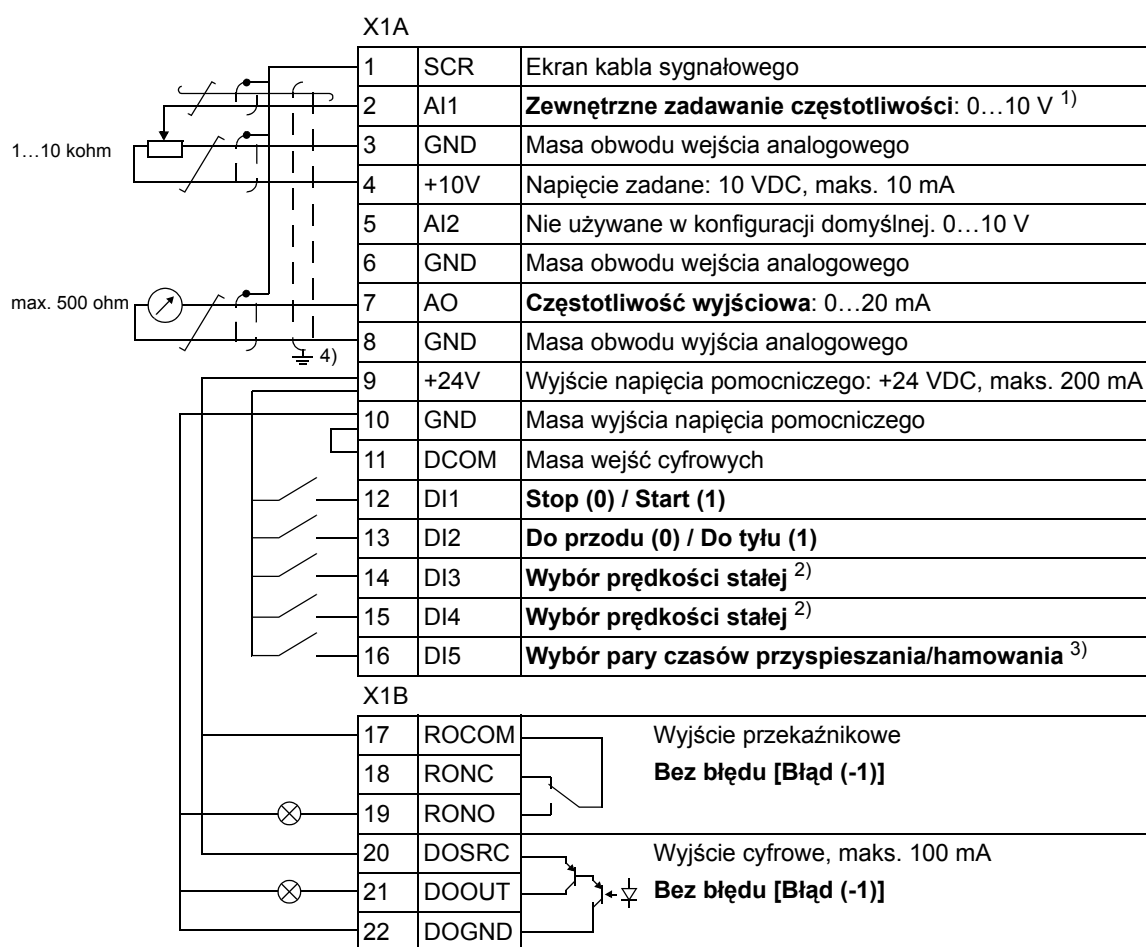 X1A
1 SCR Ekran kabla sygnałowego
2 AI1 Zewnętrzne zadawanie częstotliwości: 0…10 V 1)
1…10 kohm
3 GND Masa obwodu wejścia analogowego
4 +10V Napięcie zadane: 10 VDC, maks. 10 mA
5 AI2 Nie używane w konfiguracji domyślnej. 0…10 V
6 GND Masa obwodu wejścia analogowego
max. 500 ohm
7 AO Częstotliwość wyjściowa: 0…20 mA
8 GND Masa obwodu wyjścia analogowego
4)
9 +24V Wyjście napięcia pomocniczego: +24 VDC, maks. 200 mA
10 GND Masa wyjścia napięcia pomocniczego
11 DCOM Masa wejść cyfrowych
12 DI1 Stop (0) / Start (1)
13 DI2 Do przodu (0) / Do tyłu (1)
14 DI3 Wybór prędkości stałej 2)
15 DI4 Wybór prędkości stałej 2)
16 DI5 Wybór pary czasów przyspieszania/hamowania 3)
X1B
17 ROCOM Wyjście przekaźnikowe
18 RONC Bez błędu [Błąd (-1)]
19 RONO
20 DOSRC Wyjście cyfrowe, maks. 100 mA
21 DOOUT Bez błędu [Błąd (-1)]
22 DOGND